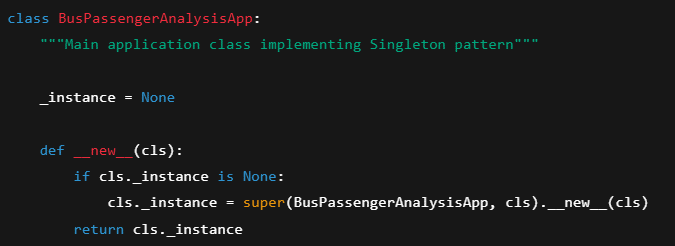 class BusPassengerAnalysisApp:
    """Main application class implementing Singleton pattern"""
    _instance = None
    def __new__(cls):
        if cls._instance is None:
            cls._instance = super(BusPassengerAnalysisApp, cls).__new__(cls)
        return cls._instance